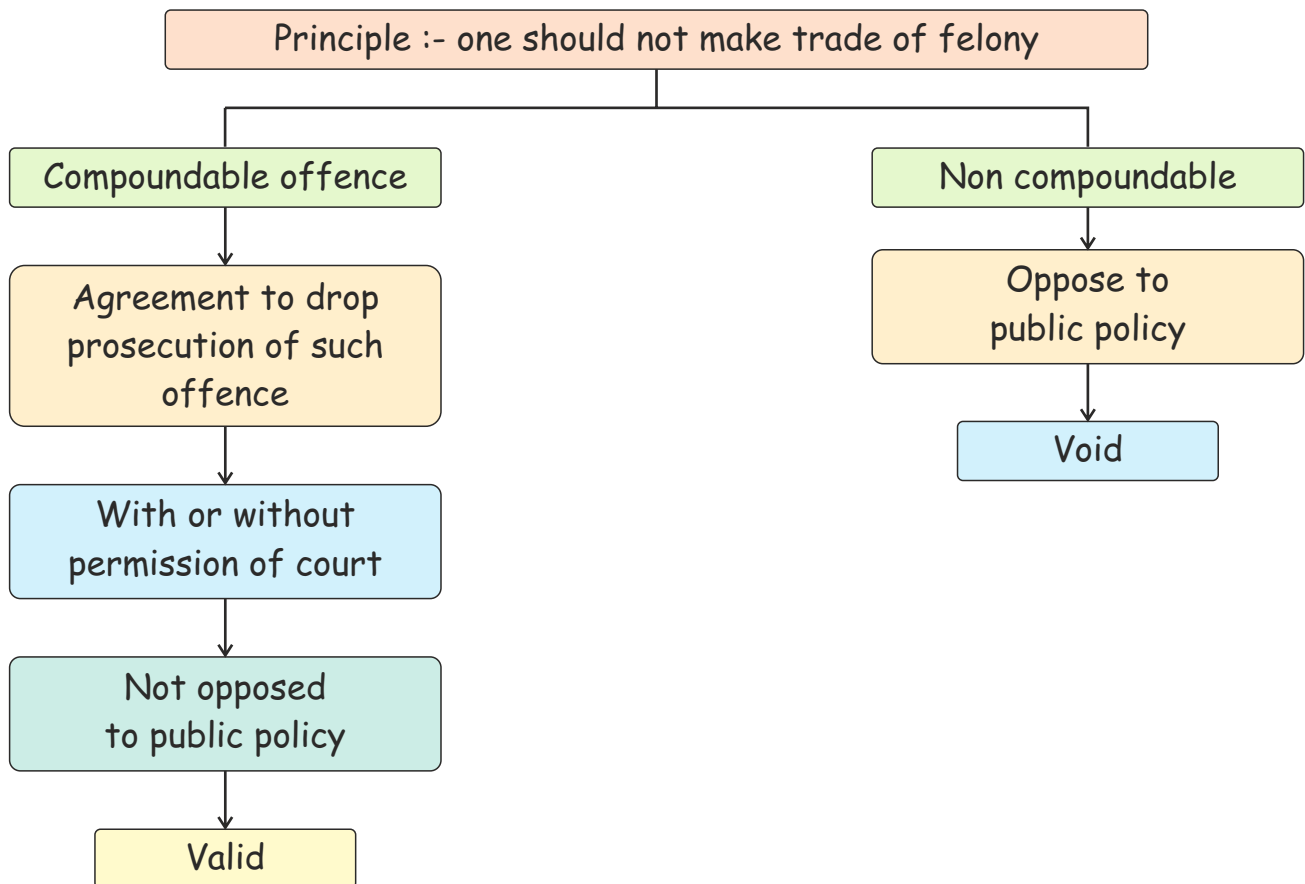 Principle :- one should not make trade of felony
Compoundable offence
Agreement to drop
prosecution of such
offence
With or without
permission of court
Not opposed
to public policy
Valid
Non compoundable
Oppose to
public policy
Void